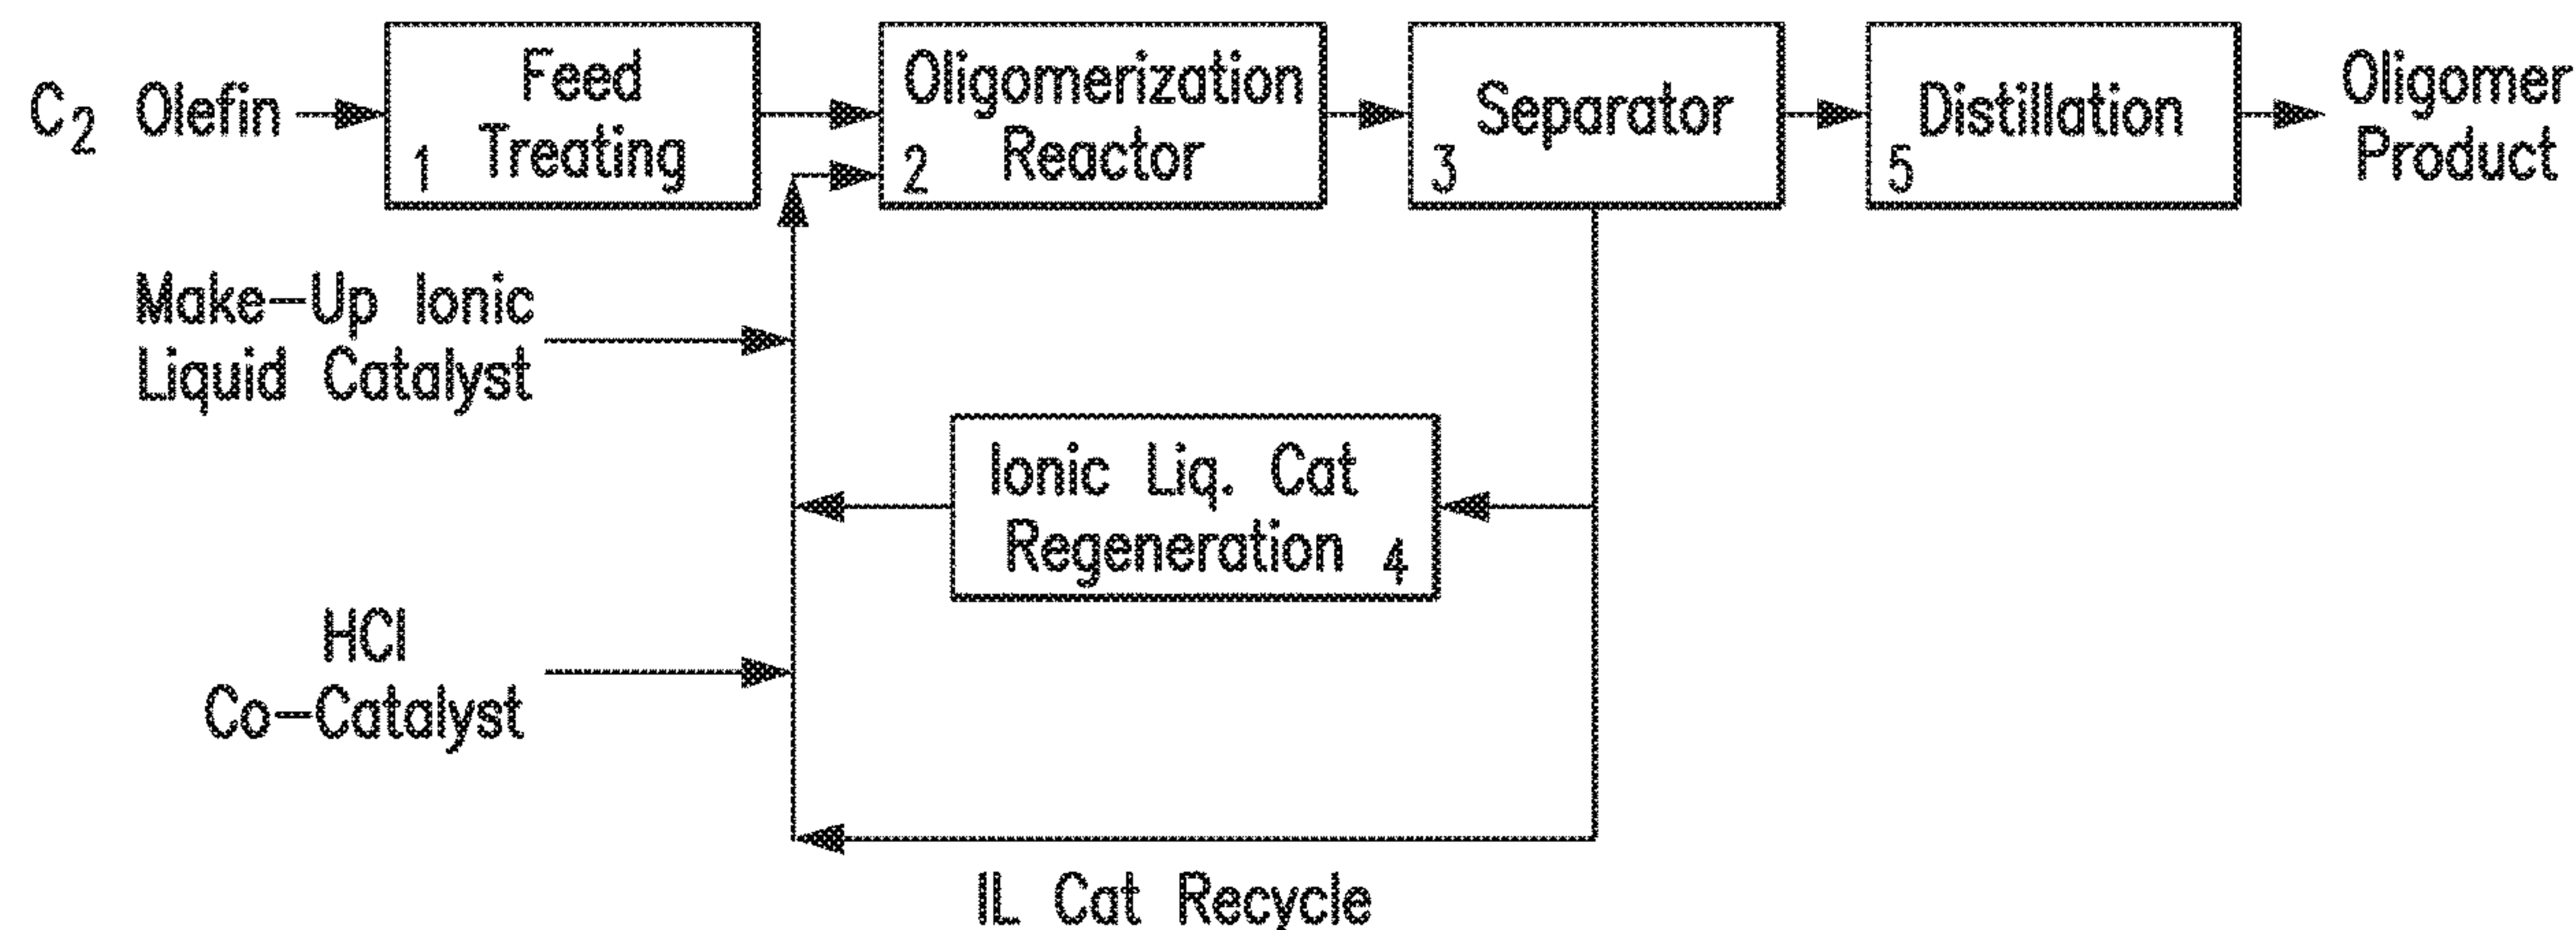 C2 Olefin
Feed
Treating
1
Oligomerization
Reactor
2
Separator
3
Distillation
5
Oligomer
Product
Make-Up Ionic
Liquid Catalyst
Ionic Liq. Cat
Regeneration 4
HCl
Co-Catalyst
IL Cat Recycle